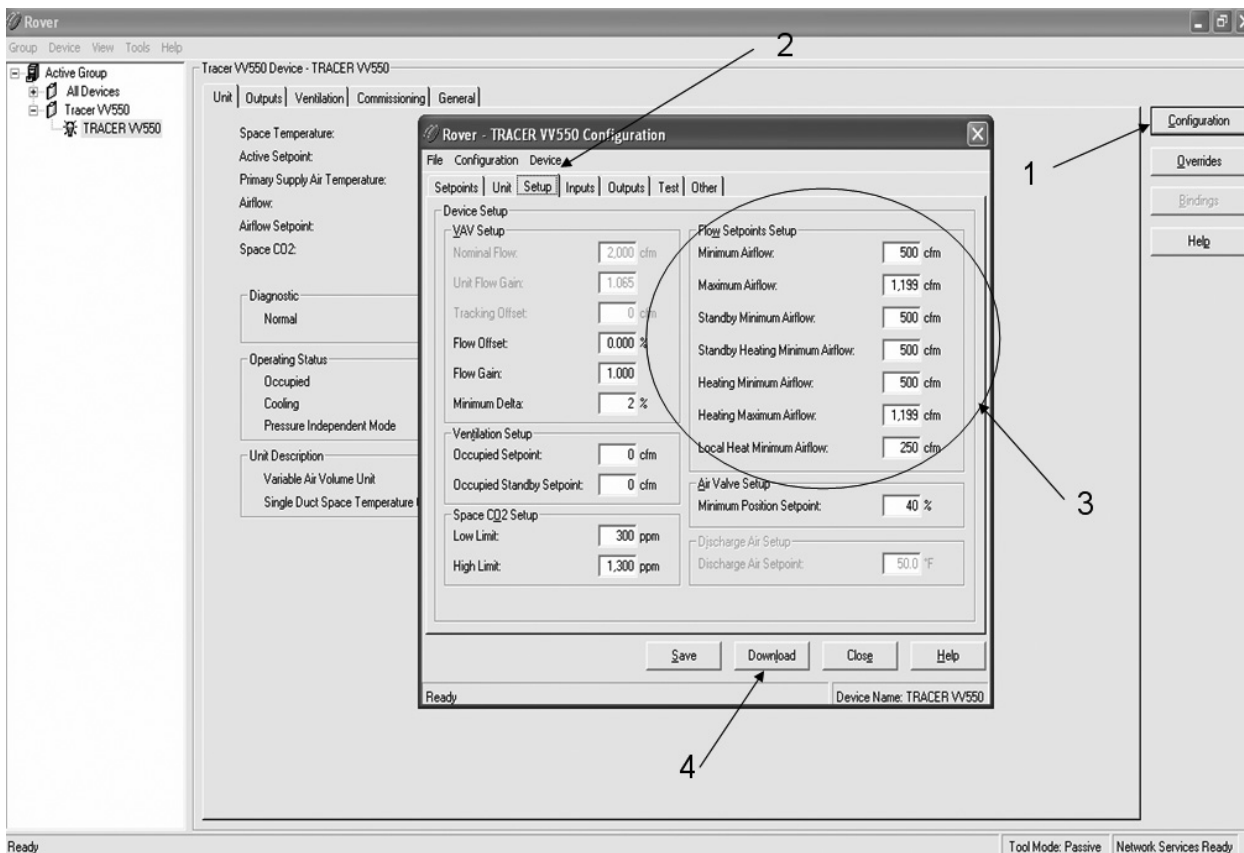 Rover
Group Device View Tools Help
Active Group
All Devices
Tracer VV550
TRACER VV550
Tracer VV550 Device - TRACER VV550
Unit Outputs Ventilation Commissioning General
Space Temperature:
Active Setpoint:
Primary Supply Air Temperature:
Airflow:
Airflow Setpoint:
Space CO2:
Diagnostic
Normal
Operating Status
Occupied
Cooling
Pressure Independent Mode
Unit Description
Variable Air Volume Unit
Single Duct Space Temperature
Configuration
Overrides
Bindings
Help
1
2
Rover - TRACER VV550 Configuration
File Configuration Device
Setpoints Unit Setup Inputs Outputs Test Other
Device Setup
VAV Setup
Nominal Flow: 2,000 cfm
Unit Flow Gain: 1.065
Tracking Offset: 0 cfm
Flow Offset: 0.000 %
Flow Gain: 1.000
Minimum Delta: 2 %
Ventilation Setup
Occupied Setpoint: 0 cfm
Occupied Standby Setpoint: 0 cfm
Space CO2 Setup
Low Limit: 300 ppm
High Limit: 1,300 ppm
Flow Setpoints Setup
Minimum Airflow: 500 cfm
Maximum Airflow: 1,199 cfm
Standby Minimum Airflow: 500 cfm
Standby Heating Minimum Airflow: 500 cfm
Heating Minimum Airflow: 500 cfm
Heating Maximum Airflow: 1,199 cfm
Local Heat Minimum Airflow: 250 cfm
Air Valve Setup
Minimum Position Setpoint: 40 %
Discharge Air Setup
Discharge Air Setpoint: 50.0 °F
3
Save Download Close Help
Ready Device Name: TRACER VV550
4
Ready Tool Mode: Passive Network Services Ready